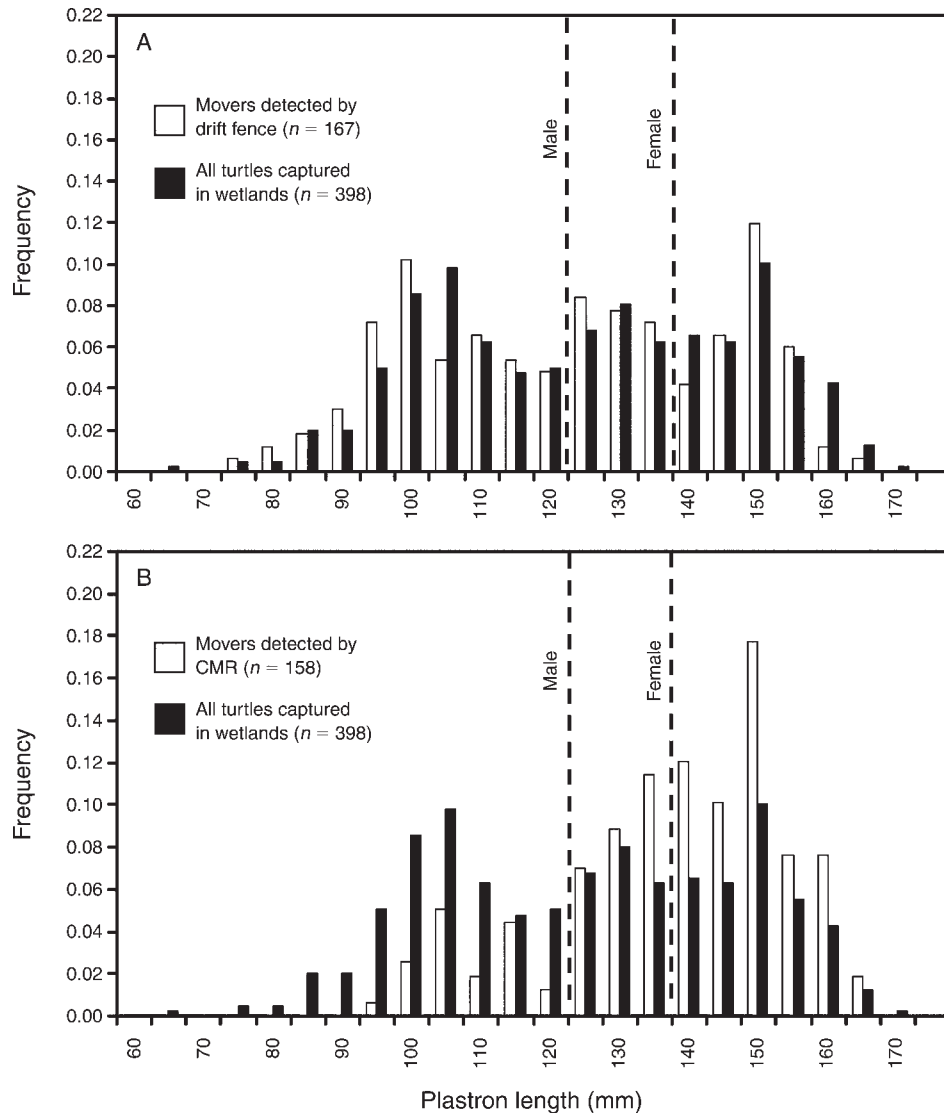 A
0.22
0.20
0.18
0.16
0.14
0.12
0.10
0.08
0.06
0.04
0.02
0.00
Frequency
Movers detected by
drift fence (n = 167)
All turtles captured
in wetlands (n = 398)
Male
Female
60
70
80
90
100
110
120
130
140
150
160
170
B
0.22
0.20
0.18
0.16
0.14
0.12
0.10
0.08
0.06
0.04
0.02
0.00
Frequency
Movers detected by
CMR (n = 158)
All turtles captured
in wetlands (n = 398)
Male
Female
60
70
80
90
100
110
120
130
140
150
160
170
Plastron length (mm)